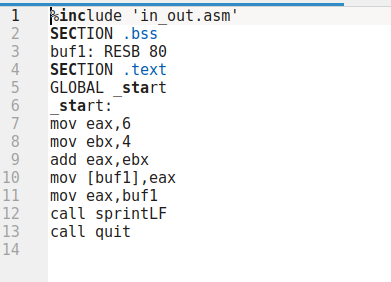 1 %include 'in_out.asm'
2 SECTION .bss
3 buf1: RESB 80
4 SECTION .text
5 GLOBAL _start
6 _start:
7 mov eax,6
8 mov ebx,4
9 add eax,ebx
10 mov [buf1],eax
11 mov eax,buf1
12 call sprintLF
13 call quit
14